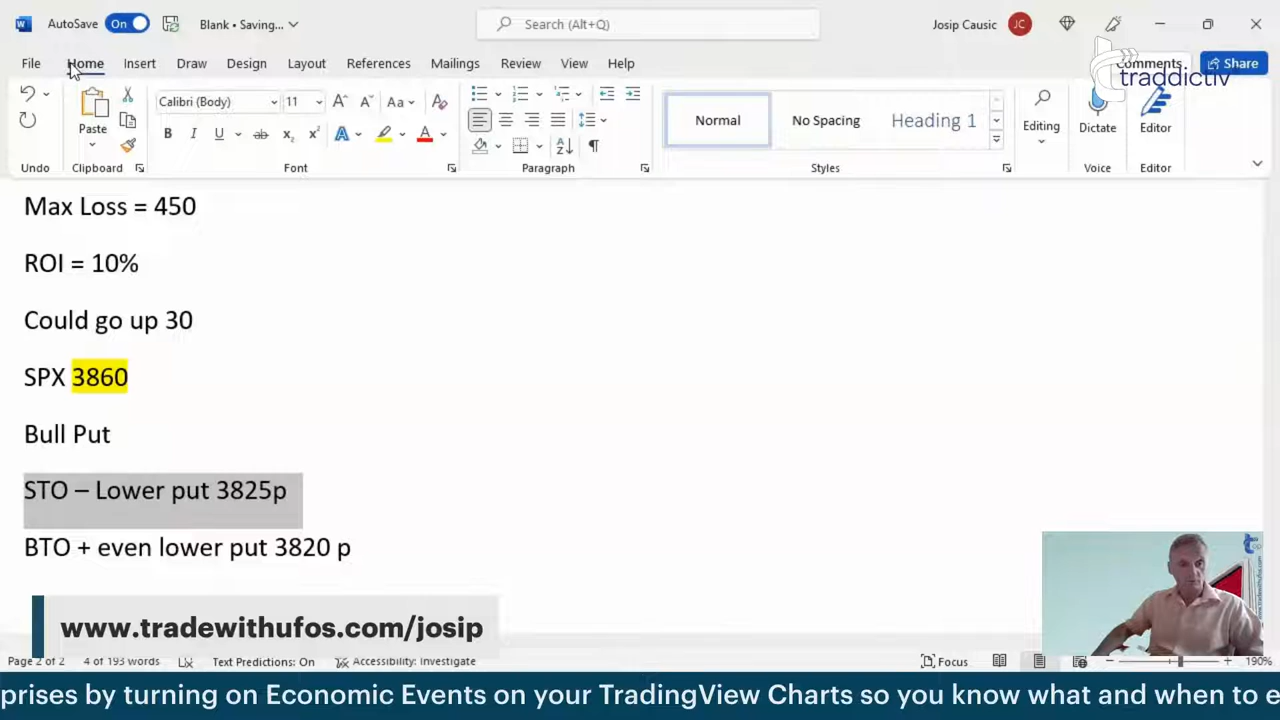 AutoSave On Blank • Saving... Search (Alt+Q) Josip Causic JC
File Home Insert Draw Design Layout References Mailings Review View Help Comments Share
traddictiv
Calibri (Body) 11 Aa
Paste Normal No Spacing Heading 1 Editing Dictate Editor
Undo Clipboard Font Paragraph Styles Voice Editor
Max Loss = 450
ROI = 10%
Could go up 30
SPX 3860
Bull Put
STO – Lower put 3825p
BTO + even lower put 3820 p
www.tradewithufos.com/josip
Page 2 of 2 4 of 193 words Text Predictions: On Accessibility: Investigate Focus 190%
prises by turning on Economic Events on your TradingView Charts so you know what and when to e